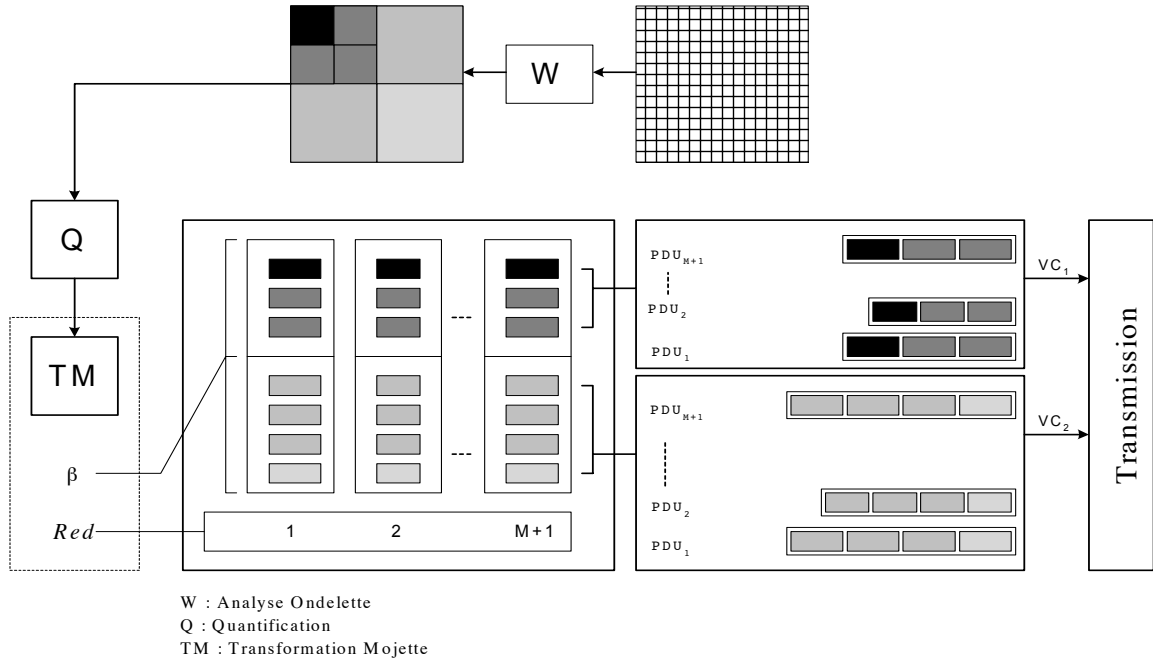 W
Q
TM
β
Red
1 2 M+1
PDU_{M+1}
PDU_2
PDU_1
PDU_{M+1}
PDU_2
PDU_1
VC_1
VC_2
Transmission
W : Analyse Ondelette
Q : Quantification
TM : Transformation Mojette